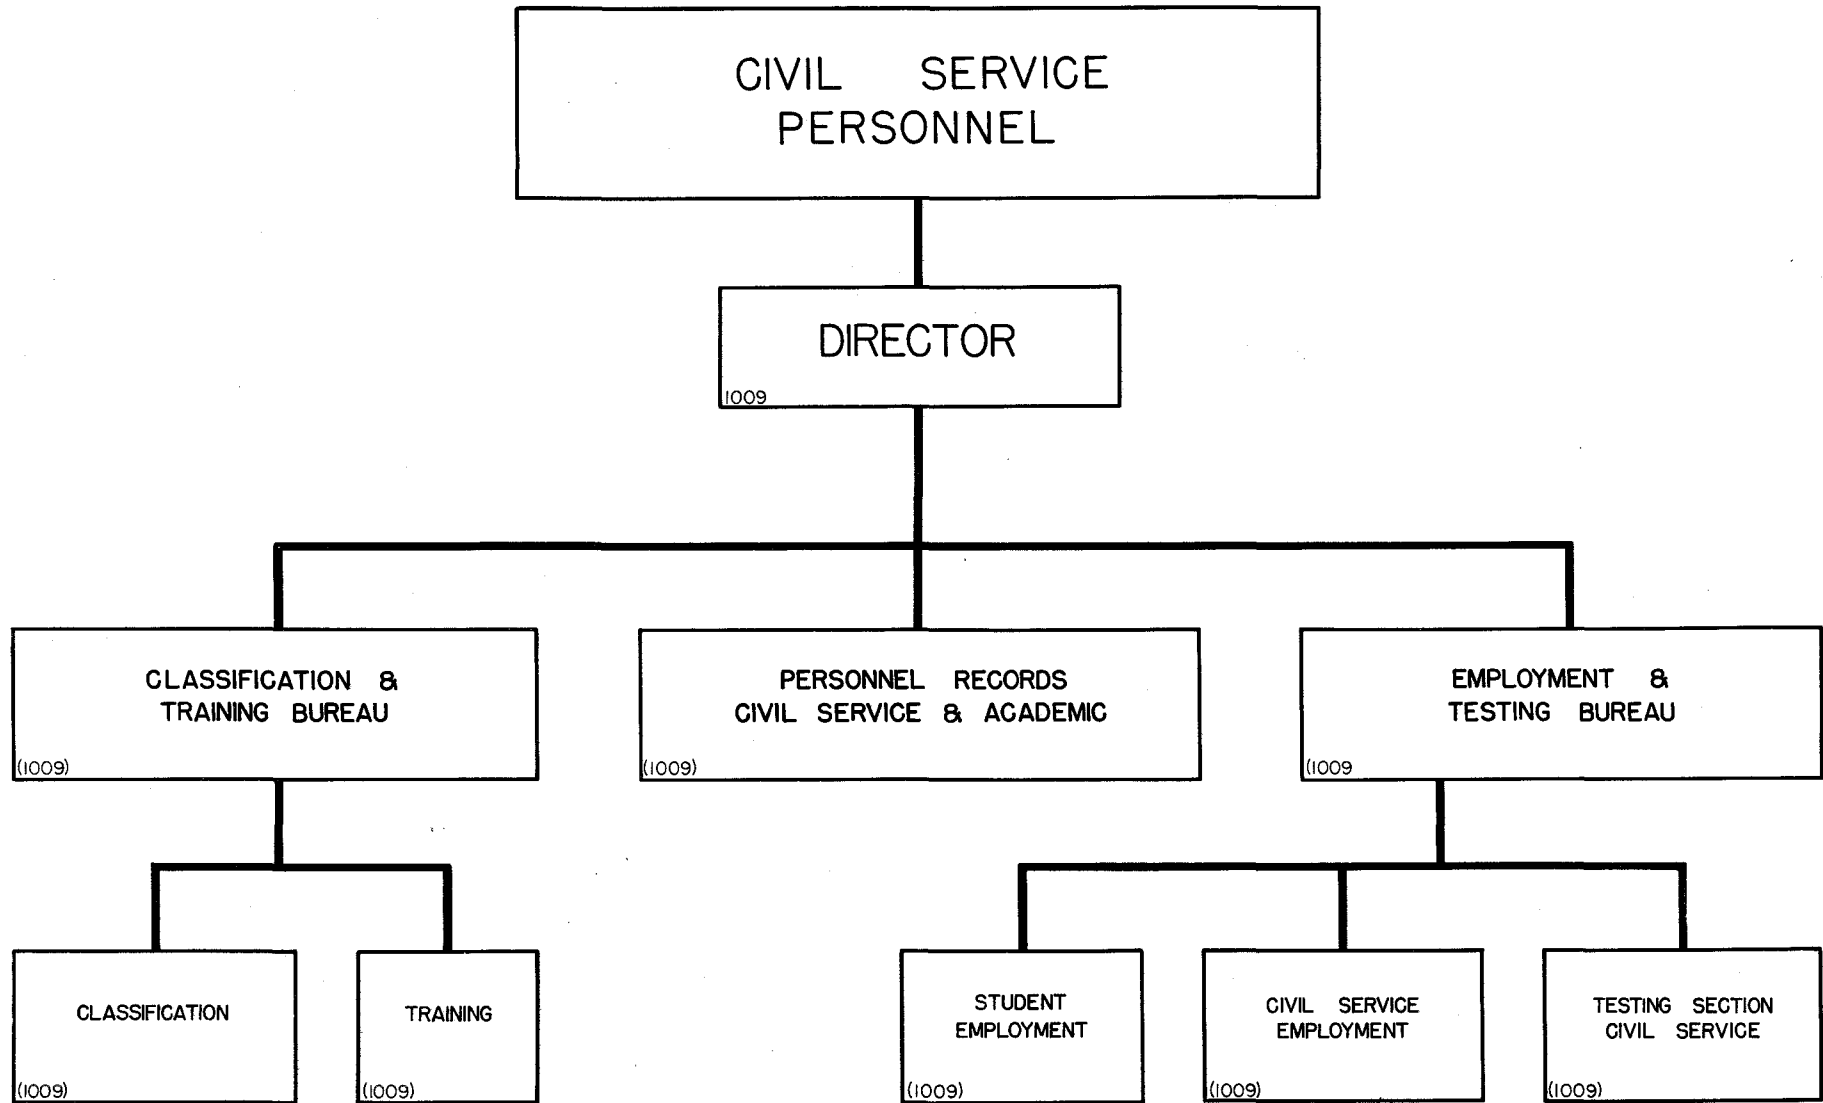 CIVIL SERVICE
PERSONNEL
DIRECTOR
1009
CLASSIFICATION &
TRAINING BUREAU
(1009)
PERSONNEL RECORDS
CIVIL SERVICE & ACADEMIC
(1009)
EMPLOYMENT &
TESTING BUREAU
(1009
CLASSIFICATION
(1009)
TRAINING
(1009)
STUDENT
EMPLOYMENT
(1009)
CIVIL SERVICE
EMPLOYMENT
(1009)
TESTING SECTION
CIVIL SERVICE
(1009)